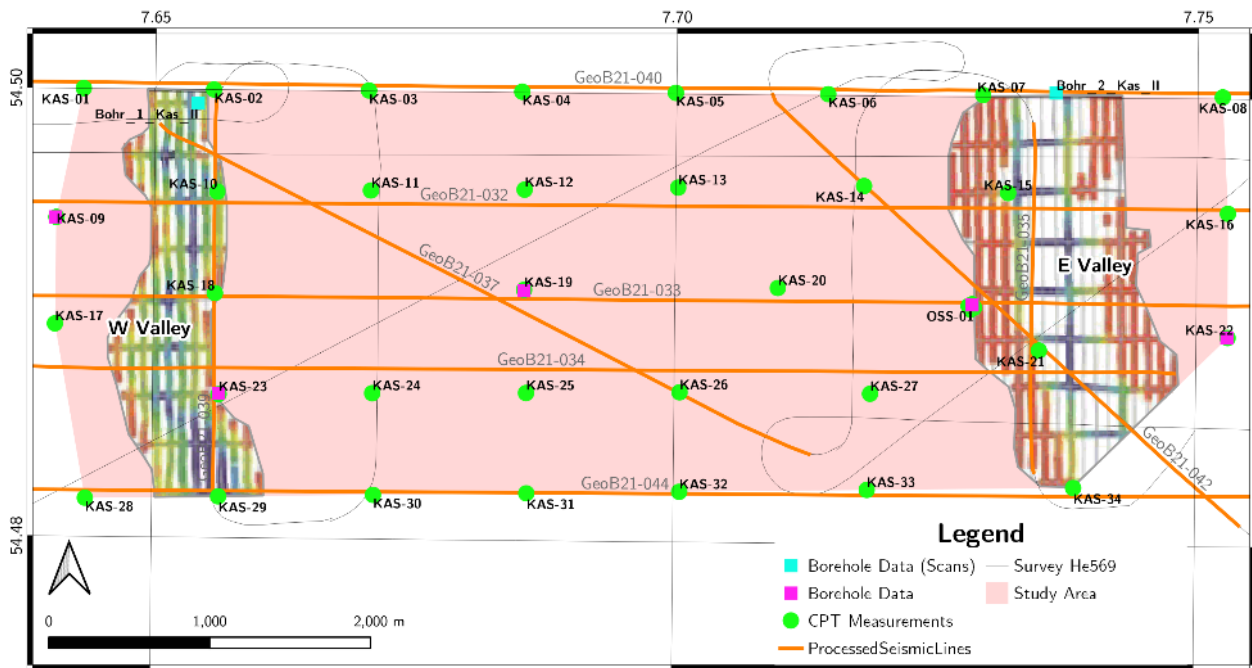 7.65 7.70 7.75
54.50
GeoB21-040
KAS-01 KAS-02 KAS-03 KAS-04 KAS-05 KAS-06 KAS-07 Bohr_2_Kas_II KAS-08
Bohr_1_Kas_II
KAS-10 KAS-11 KAS-12 KAS-13 KAS-14 KAS-15
GeoB21-032
KAS-09 KAS-16
GeoB21-037 GeoB21-035
E Valley
KAS-18 KAS-19 KAS-20
GeoB21-033
KAS-17 OSS-01
W Valley KAS-22
GeoB21-034 KAS-21
KAS-23 KAS-24 KAS-25 KAS-26 KAS-27
GeoB21-039
GeoB21-042
GeoB21-044
KAS-28 KAS-29 KAS-30 KAS-31 KAS-32 KAS-33 KAS-34
54.48
Legend
Borehole Data (Scans) Survey He569
Borehole Data Study Area
CPT Measurements
ProcessedSeismicLines
0 1,000 2,000 m